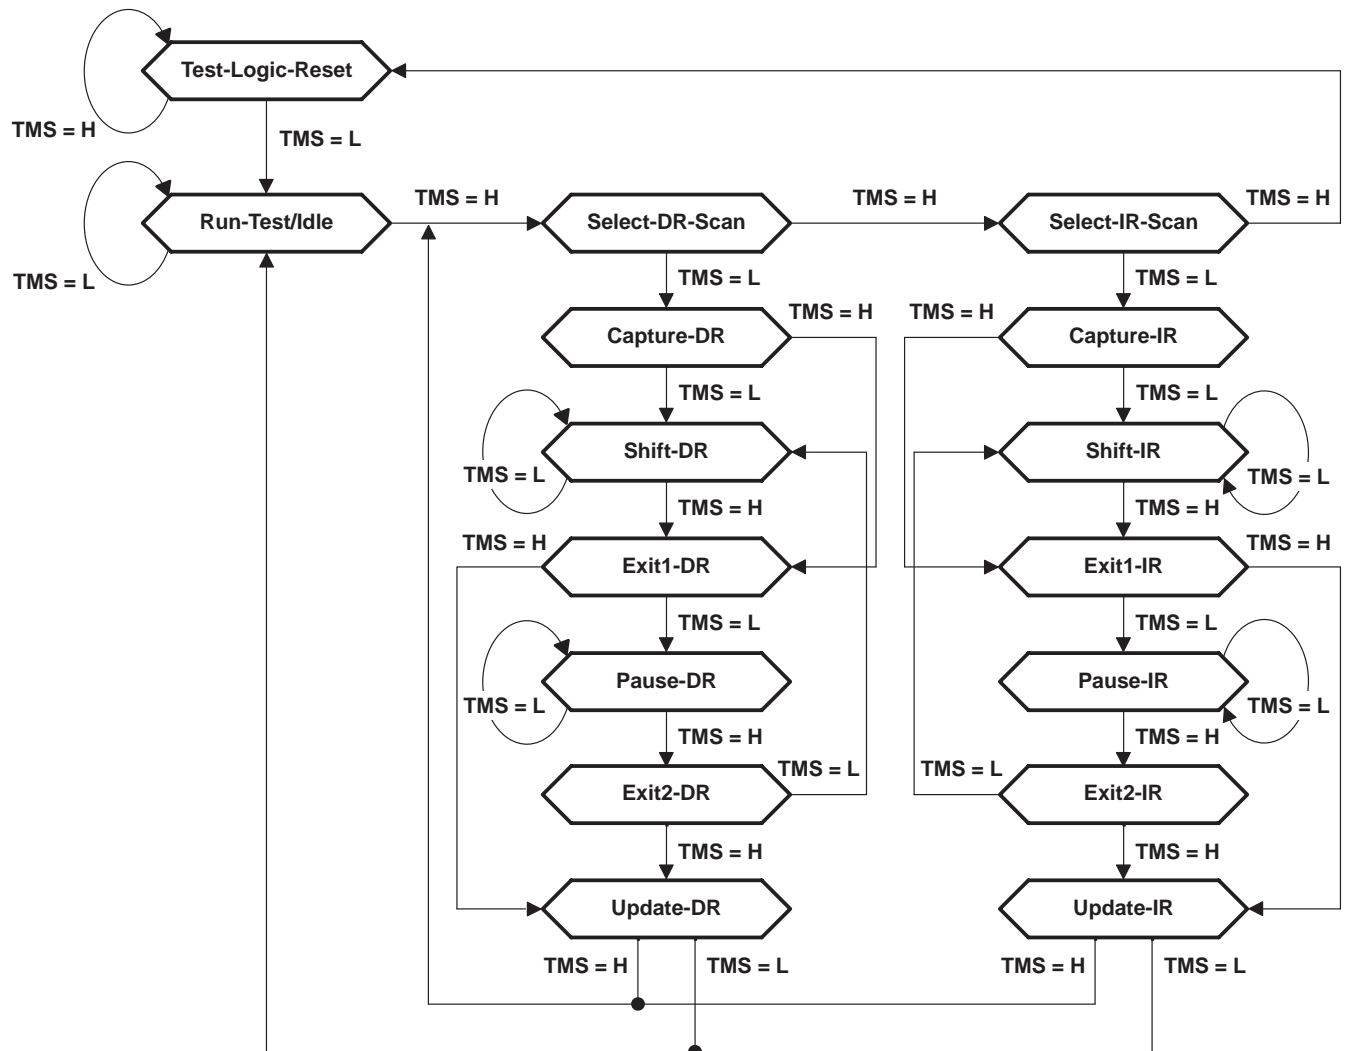 Test-Logic-Reset
TMS = H
TMS = L
TMS = H
TMS = H
TMS = H
Run-Test/Idle
Select-DR-Scan
Select-IR-Scan
TMS = L
TMS = L
TMS = L
TMS = H
TMS = H
Capture-DR
Capture-IR
TMS = L
TMS = L
Shift-DR
Shift-IR
TMS = L
TMS = L
TMS = H
TMS = H
TMS = H
TMS = H
Exit1-DR
Exit1-IR
TMS = L
TMS = L
Pause-DR
Pause-IR
TMS = L
TMS = L
TMS = H
TMS = H
TMS = L
TMS = L
Exit2-DR
Exit2-IR
TMS = H
TMS = H
Update-DR
Update-IR
TMS = H
TMS = L
TMS = H
TMS = L